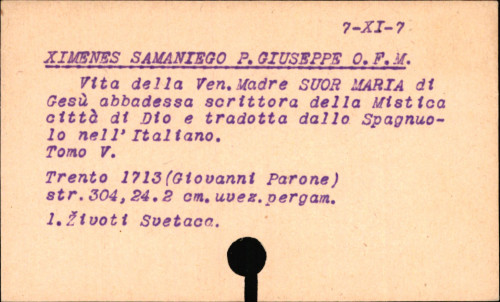 7-XI-7
XIMENES SAMANIEGO P. GIUSEPPE O. F. M.
Vita della Ven. Madre SUOR MARIA di
Gesù abbadessa scrittora della Mistica
città di Dio e tradotta dallo Spagnuo-
lo nell' Italiano.
Tomo V.
Trento 1713(Giovanni Parone)
str. 304, 24.2 cm. uvez. pergam.
1. Životi Svetaca.